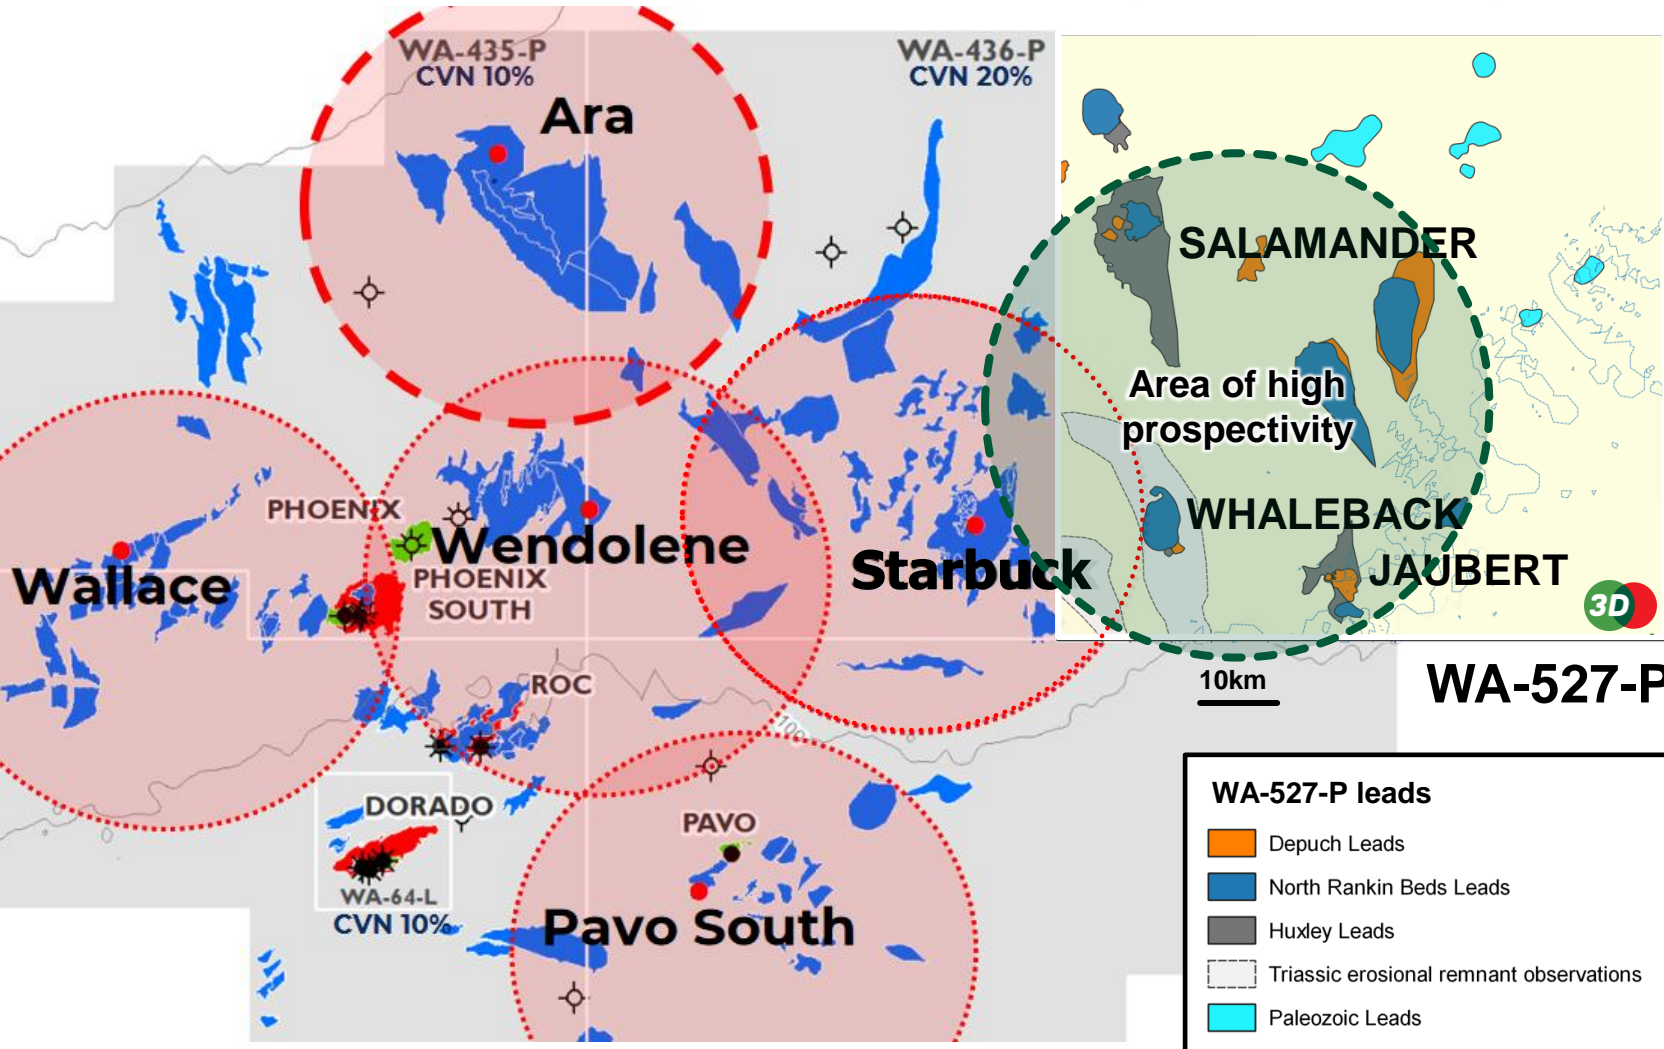 WA-435-P
CVN 10%
WA-436-P
CVN 20%
Ara
SALAMANDER
Area of high
prospectivity
PHOENIX
Wendolene
WHALEBACK
Wallace
PHOENIX
SOUTH
Starbuck
JAUBERT
3D
ROC
10km
WA-527-P
100
DORADO
PAVO
WA-64-L
CVN 10%
Pavo South
WA-527-P leads
Depuch Leads
North Rankin Beds Leads
Huxley Leads
Triassic erosional remnant observations
Paleozoic Leads